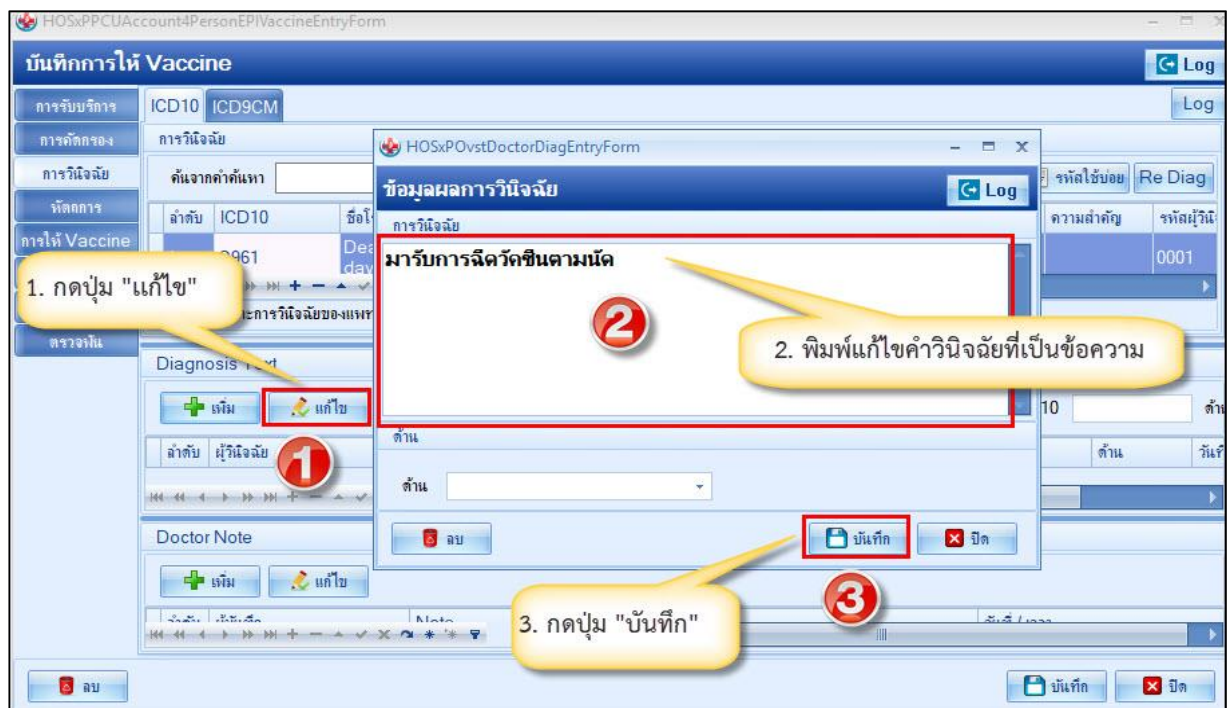 HOSxPPCUAccount4PersonEPIVaccineEntryForm
บันทึกการให้ Vaccine
Log
การรับบริการ
ICD10 ICD9CM
Log
การคัดกรอง
การวินิจฉัย
HOSxPOvstDoctorDiagEntryForm
การวินิจฉัย
ค้นจากคำค้นหา
ข้อมูลผลการวินิจฉัย
Log
รหัสใช้บ่อย Re Diag
หัตถการ
ลำดับ ICD10
การวินิจฉัย
ความสำคัญ
การให้ Vaccine
มารับการฉีดวัคซีนตามนัด
0001
1. กดปุ่ม "แก้ไข"
2
2. พิมพ์แก้ไขคำวินิจฉัยที่เป็นข้อความ
ตรวจฟัน
เพิ่ม
แก้ไข
10
ลำดับ ผู้วินิจฉัย
1
ด้าน
ด้าน
ด้าน
Doctor Note
ลบ
บันทึก
ปิด
เพิ่ม
แก้ไข
3
3. กดปุ่ม "บันทึก"
ลบ
บันทึก
ปิด